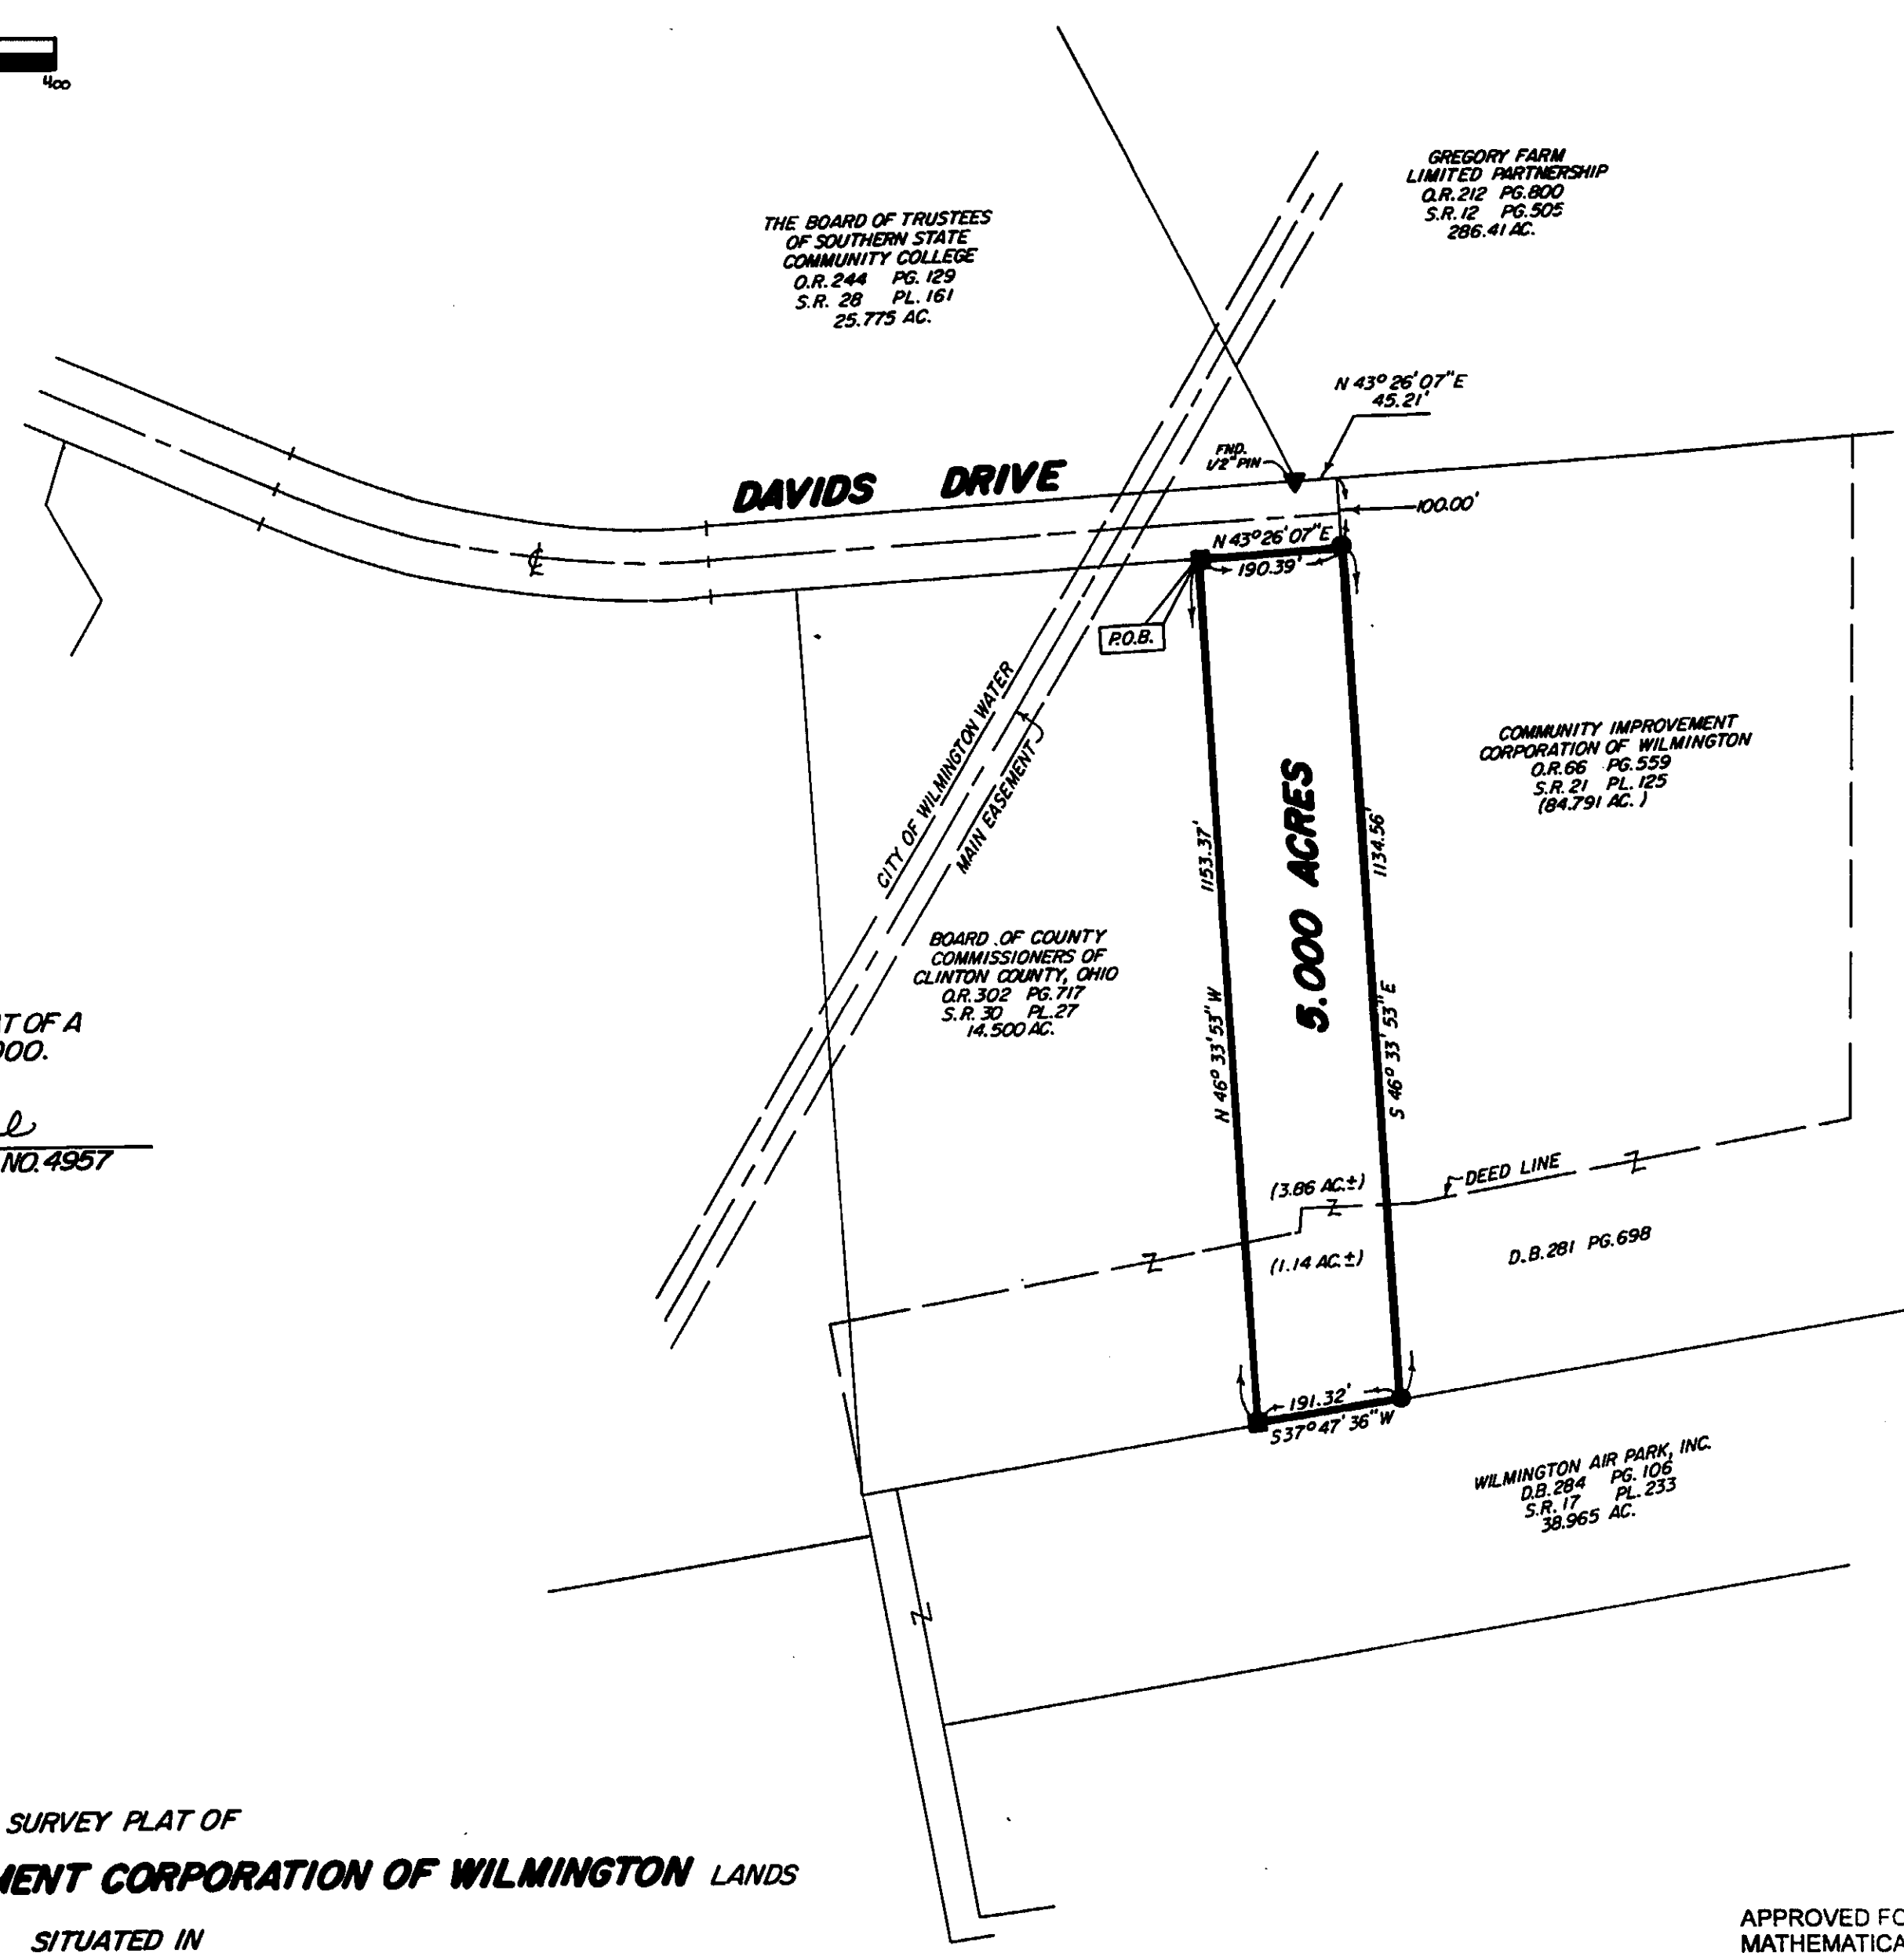 400
GREGORY FARM
LIMITED PARTNERSHIP
O.R. 212 PG. 800
S.R. 12 PG. 505
286.41 AC.
THE BOARD OF TRUSTEES
OF SOUTHERN STATE
COMMUNITY COLLEGE
O.R. 244 PG. 129
S.R. 28 PL. 161
25.775 AC.
N 43° 26' 07" E
45.21'
FND.
1/2" PIN
DAVIDS DRIVE
100.00'
N 43° 26' 07" E
190.39'
P.O.B.
CITY OF WILMINGTON WATER
MAIN EASEMENT
COMMUNITY IMPROVEMENT
CORPORATION OF WILMINGTON
O.R. 66 PG. 559
S.R. 21 PL. 125
(84.791 AC.)
1153.37'
5.000 ACRES
1134.56'
BOARD OF COUNTY
COMMISSIONERS OF
CLINTON COUNTY, OHIO
O.R. 302 PG. 717
S.R. 30 PL. 27
14.500 AC.
N 46° 33' 53" W
S 46° 33' 53" E
T OF A
000.
NO. 4957
(3.86 AC.±)
DEED LINE
(1.14 AC.±)
D.B. 281 PG. 698
191.32'
S 37° 47' 36" W
WILMINGTON AIR PARK, INC.
D.B. 284 PG. 106
S.R. 17 PL. 233
38.965 AC.
SURVEY PLAT OF
MENT CORPORATION OF WILMINGTON LANDS
SITUATED IN
APPROVED FO
MATHEMATICA